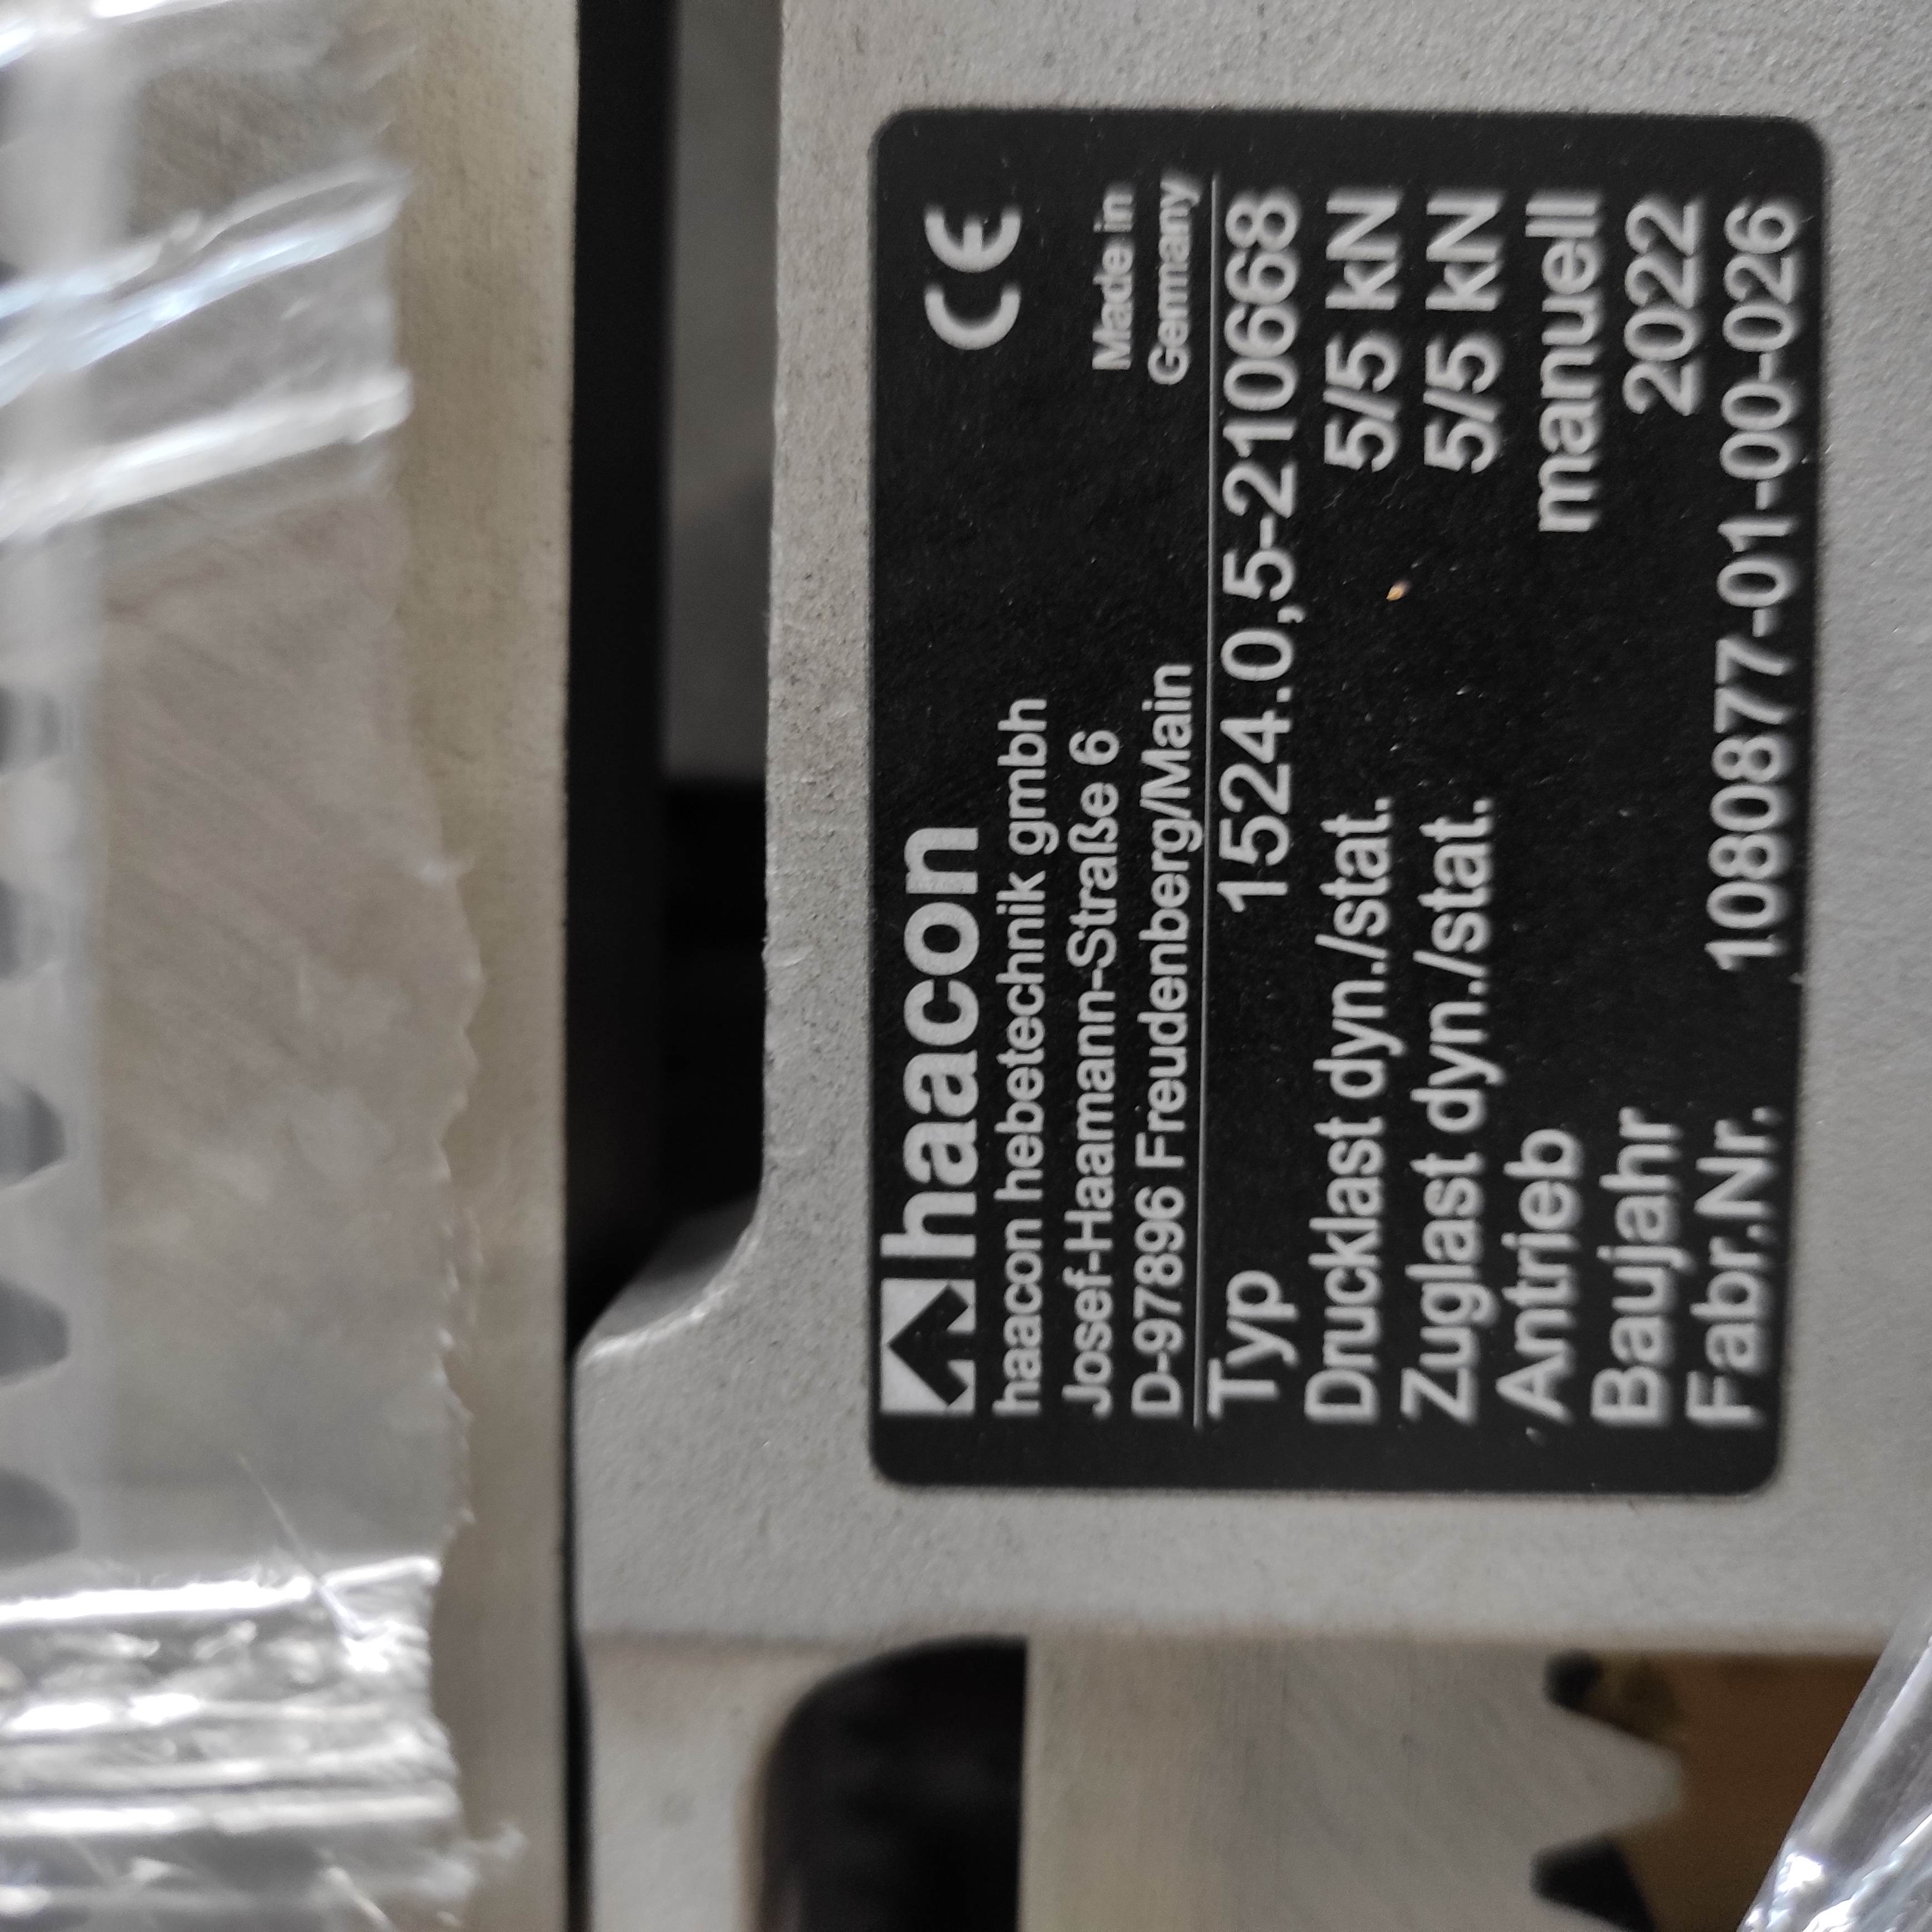 haacon CE
haacon hebetechnik gmbh
Josef-Haamann-Straße 6 Made in
D-97896 Freudenberg/Main Germany
Typ 1524.0,5-210668
Drucklast dyn./stat. 5/5 kN
Zuglast dyn./stat. 5/5 kN
Antrieb manuell
Baujahr 2022
Fabr.Nr. 1080877-01-00-026